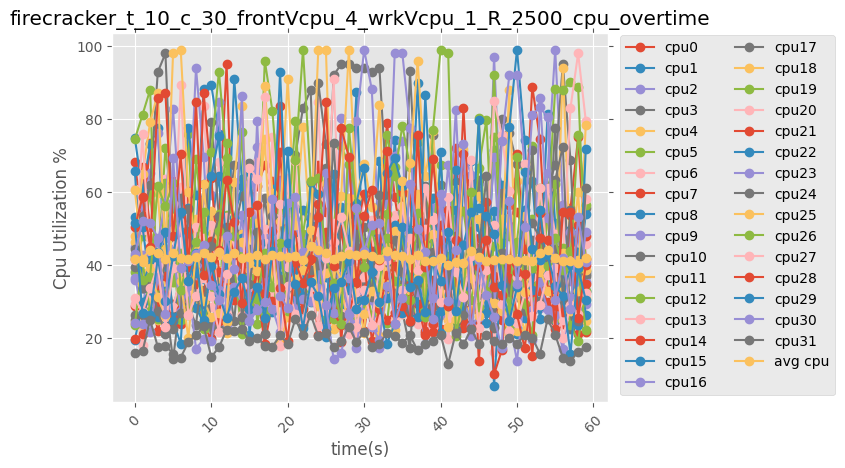 firecracker_t_10_c_30_frontVcpu_4_wrkVcpu_1_R_2500_cpu_overtime
Cpu Utilization %
100
80
60
40
20
0
10
20
30
40
50
60
time(s)
cpu0
cpu1
cpu2
cpu3
cpu4
cpu5
cpu6
cpu7
cpu8
cpu9
cpu10
cpu11
cpu12
cpu13
cpu14
cpu15
cpu16
cpu17
cpu18
cpu19
cpu20
cpu21
cpu22
cpu23
cpu24
cpu25
cpu26
cpu27
cpu28
cpu29
cpu30
cpu31
avg cpu